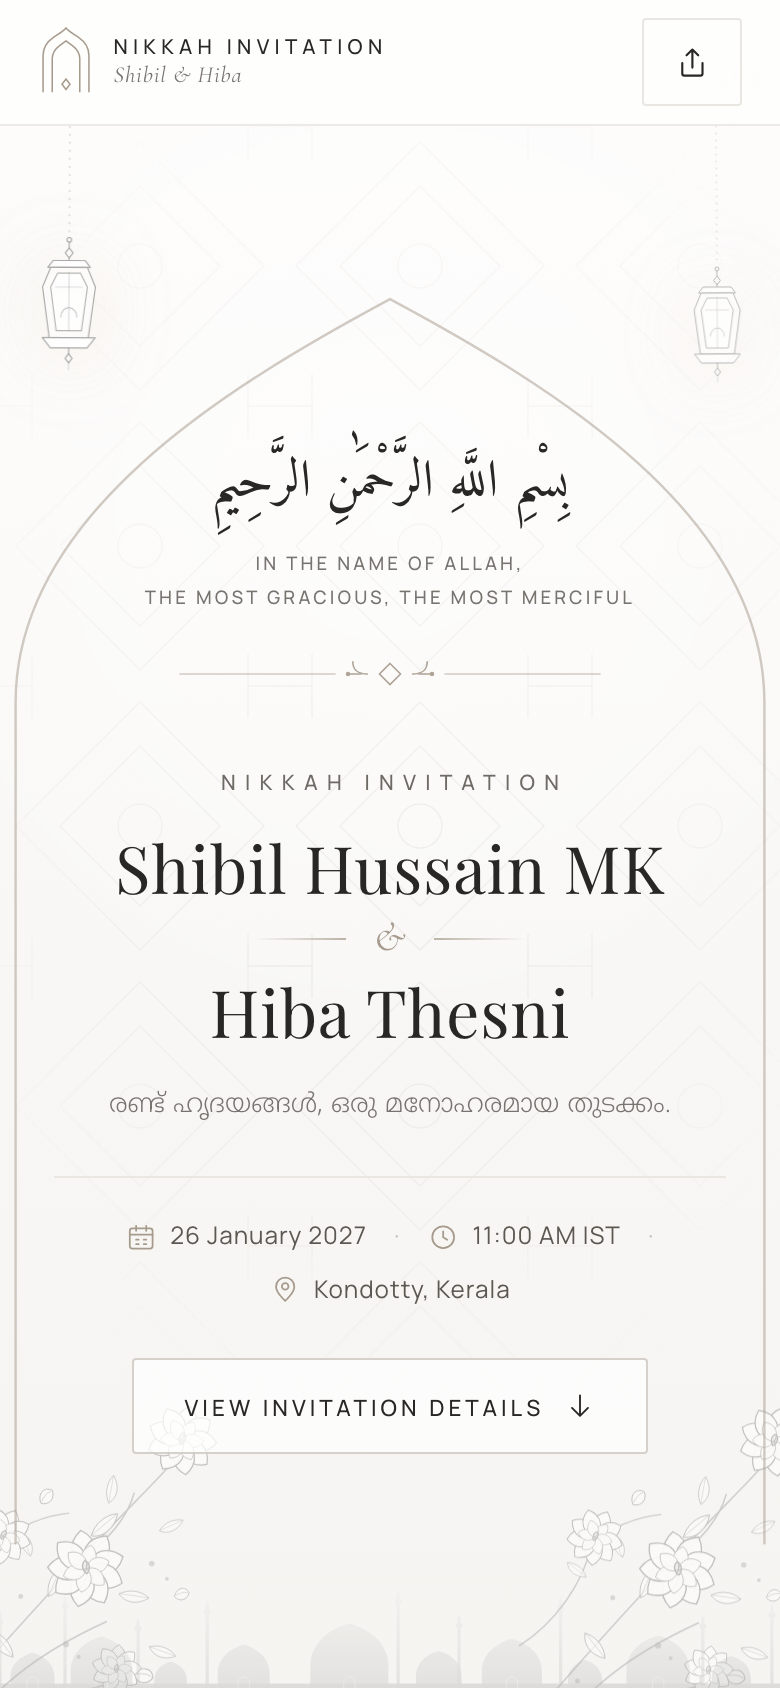 NIKKAH INVITATION
Shibil & Hiba
بِسْمِ اللَّهِ الرَّحْمَٰنِ الرَّحِيمِ
IN THE NAME OF ALLAH,
THE MOST GRACIOUS, THE MOST MERCIFUL
NIKKAH INVITATION
Shibil Hussain MK
&
Hiba Thesni
രണ്ട് ഹൃദയങ്ങൾ, ഒരു മനോഹരമായ തുടക്കം.
26 January 2027 · 11:00 AM IST ·
Kondotty, Kerala
VIEW INVITATION DETAILS ↓